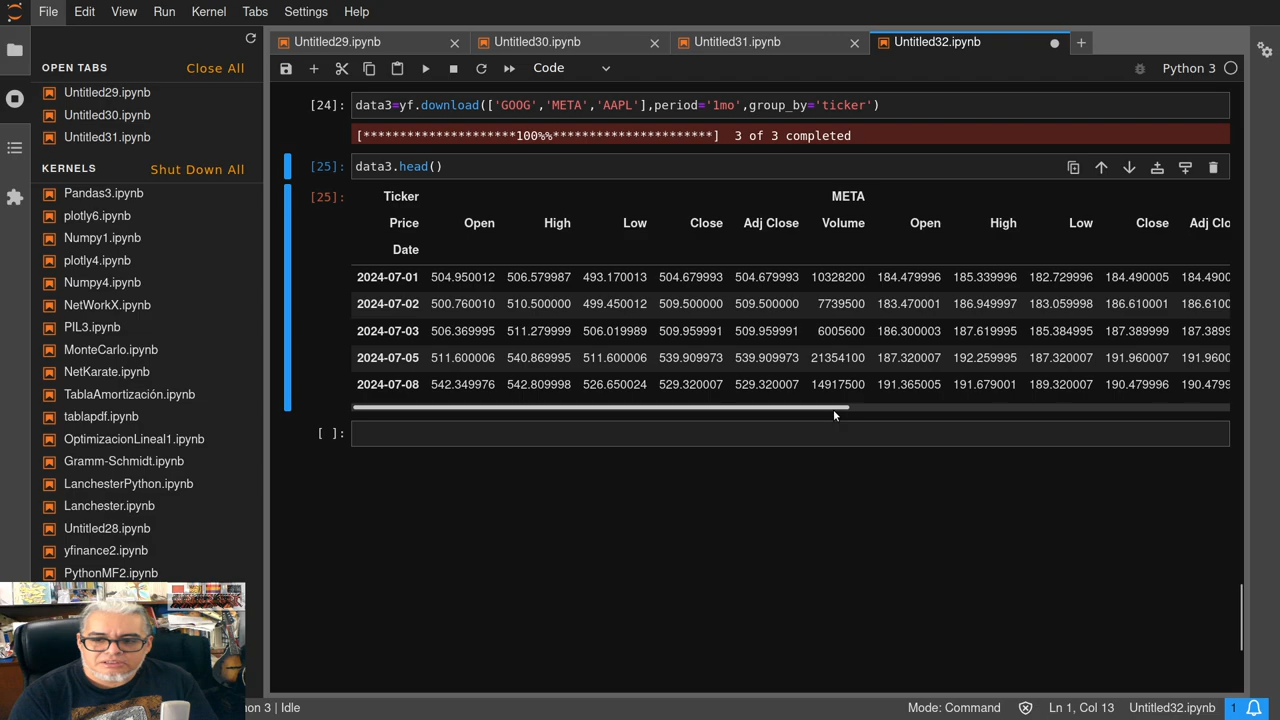 File Edit View Run Kernel Tabs Settings Help
Untitled29.ipynb
Untitled30.ipynb
Untitled31.ipynb
Untitled32.ipynb
OPEN TABS Close All
Untitled29.ipynb
Untitled30.ipynb
Untitled31.ipynb
KERNELS Shut Down All
Pandas3.ipynb
plotly6.ipynb
Numpy1.ipynb
plotly4.ipynb
Numpy4.ipynb
NetWorkX.ipynb
PIL3.ipynb
MonteCarlo.ipynb
NetKarate.ipynb
TablaAmortización.ipynb
tablapdf.ipynb
OptimizacionLineal1.ipynb
Gramm-Schmidt.ipynb
LanchesterPython.ipynb
Lanchester.ipynb
Untitled28.ipynb
yfinance2.ipynb
PythonMF2.ipynb
Code
Python 3
[24]: data3=yf.download(['GOOG','META','AAPL'],period='1mo',group_by='ticker')
[*********************100%%**********************] 3 of 3 completed
[25]: data3.head()
[25]: Ticker META
Price Open High Low Close Adj Close Volume Open High Low Close Adj Clo
Date
2024-07-01 504.950012 506.579987 493.170013 504.679993 504.679993 10328200 184.479996 185.339996 182.729996 184.490005 184.4900
2024-07-02 500.760010 510.500000 499.450012 509.500000 509.500000 7739500 183.470001 186.949997 183.059998 186.610001 186.6100
2024-07-03 506.369995 511.279999 506.019989 509.959991 509.959991 6005600 186.300003 187.619995 185.384995 187.389999 187.3899
2024-07-05 511.600006 540.869995 511.600006 539.909973 539.909973 21354100 187.320007 192.259995 187.320007 191.960007 191.9600
2024-07-08 542.349976 542.809998 526.650024 529.320007 529.320007 14917500 191.365005 191.679001 189.320007 190.479996 190.4799
[ ]:
on 3 | Idle
Mode: Command
Ln 1, Col 13
Untitled32.ipynb
1